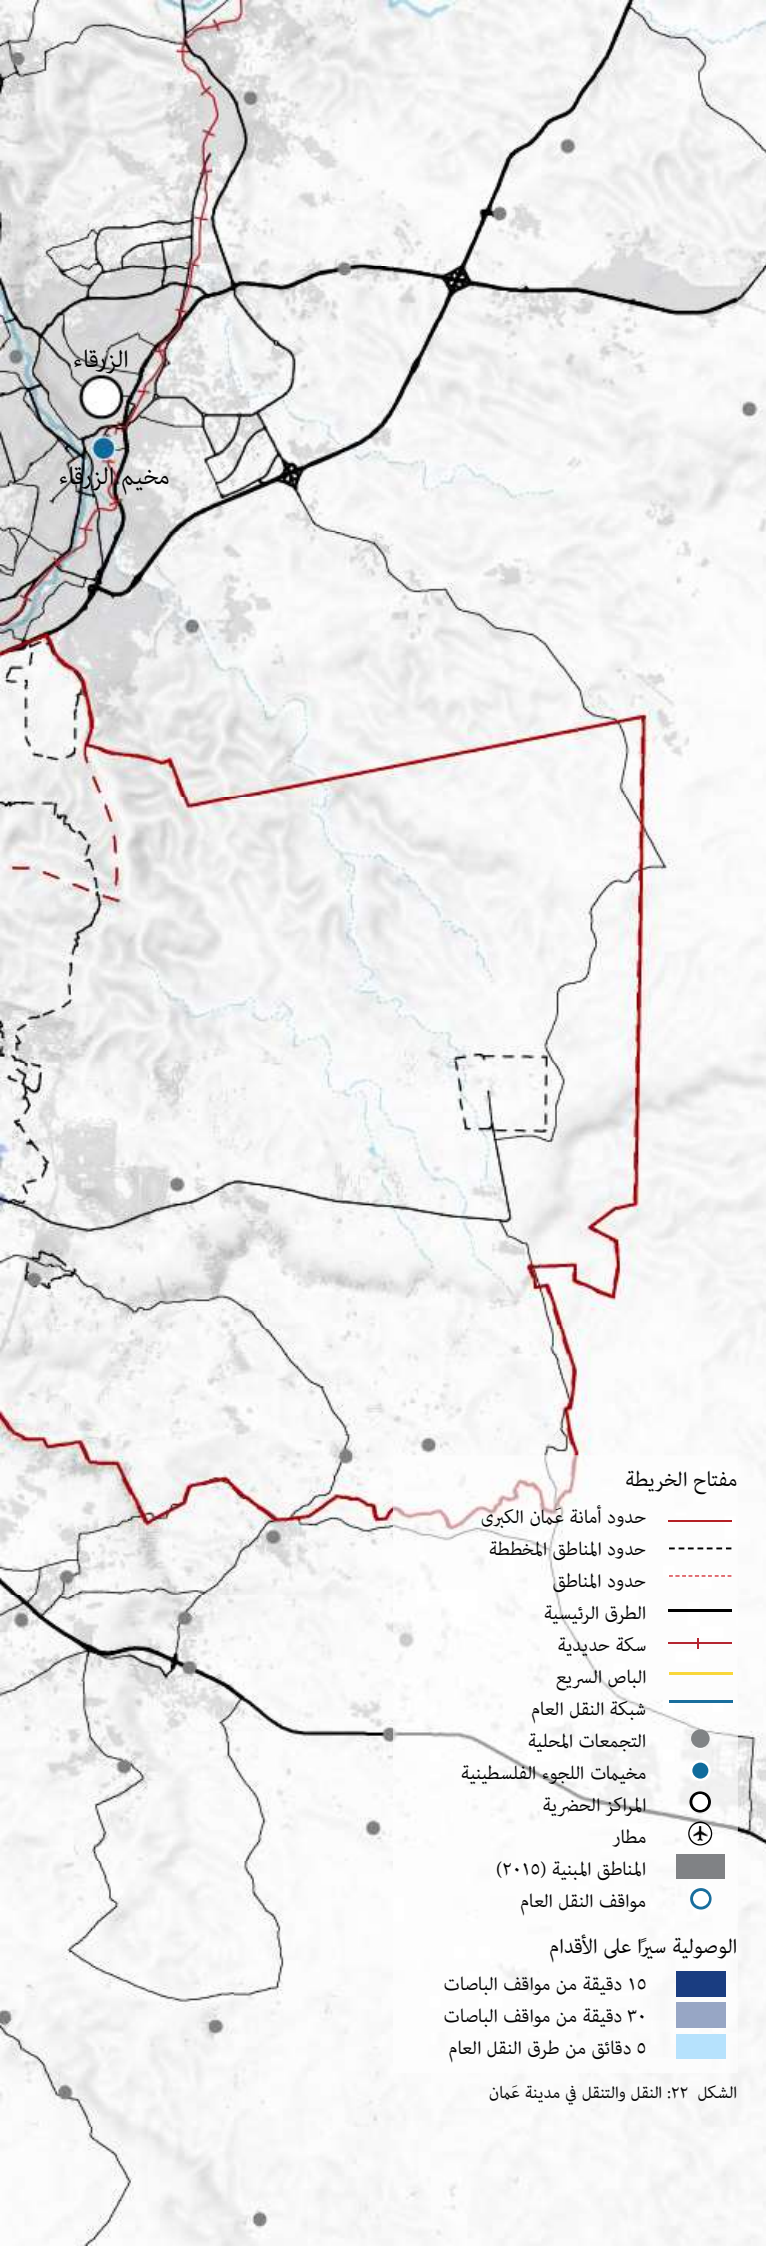 الزرقاء
مخيم الزرقاء
مفتاح الخريطة
حدود أمانة عمان الكبرى
حدود المناطق المخططة
حدود المناطق
الطرق الرئيسية
سكة حديدية
الباص السريع
شبكة النقل العام
التجمعات المحلية
مخيمات اللجوء الفلسطينية
المراكز الحضرية
مطار
المناطق المبنية (٢٠١٥)
مواقف النقل العام
الوصولية سيرًا على الأقدام
١٥ دقيقة من مواقف الباصات
٣٠ دقيقة من مواقف الباصات
٥ دقائق من طرق النقل العام
الشكل ٢٢: النقل والتنقل في مدينة عَمان